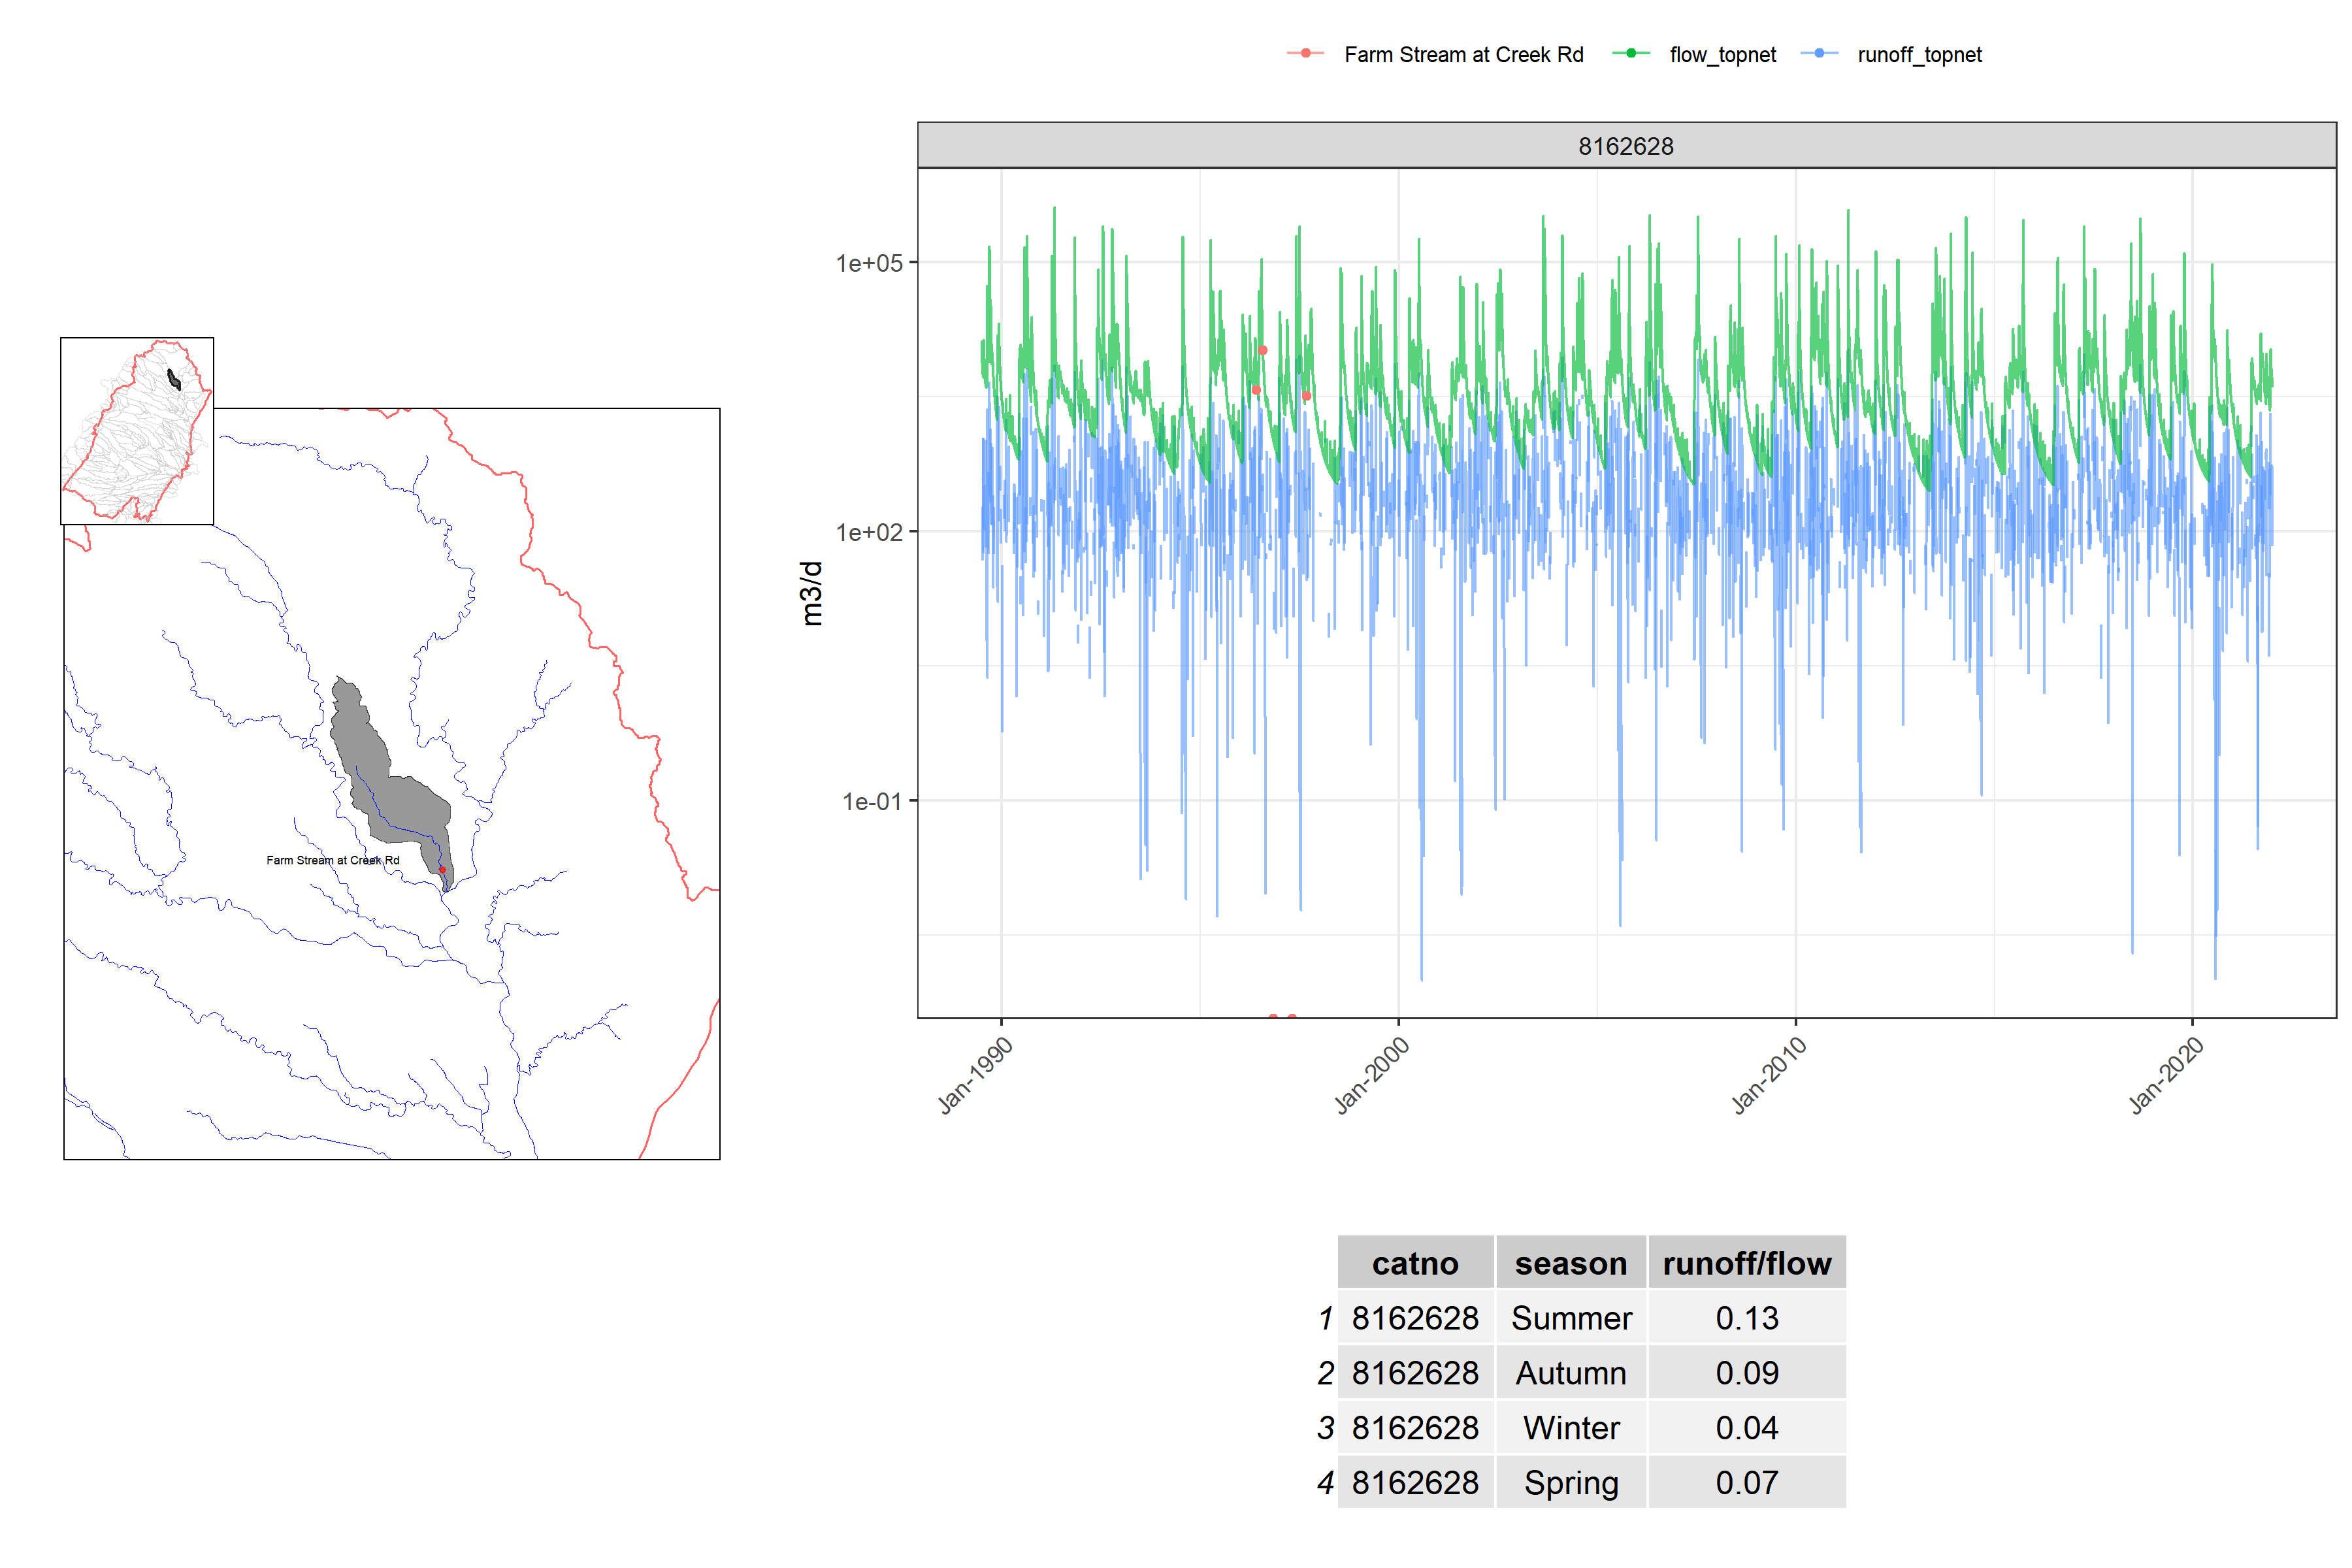 Farm Stream at Creek Rd flow_topnet runoff_topnet
8162628
1e+05
1e+02
1e-01
m3/d
Jan-1990 Jan-2000 Jan-2010 Jan-2020
Farm Stream at Creek Rd
catno season runoff/flow
1 8162628 Summer 0.13
2 8162628 Autumn 0.09
3 8162628 Winter 0.04
4 8162628 Spring 0.07